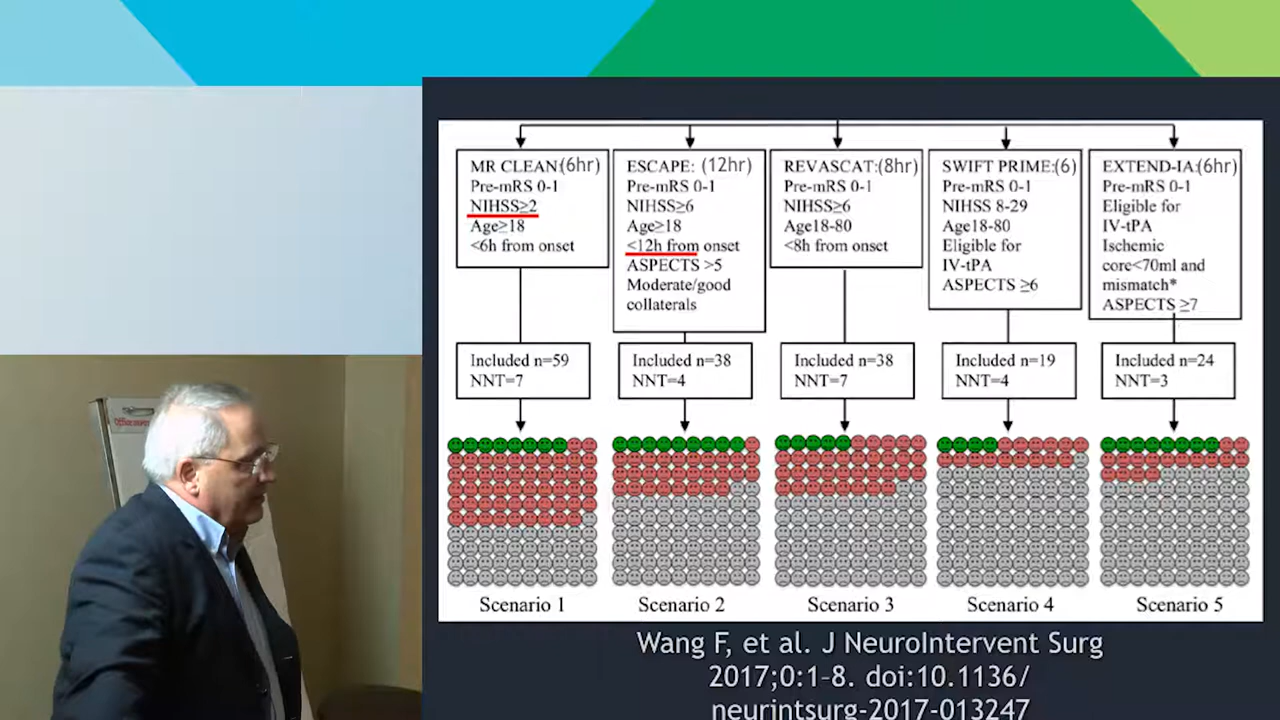 MR CLEAN:(6hr)
Pre-mRS 0-1
NIHSS≥2
Age≥18
<6h from onset
ESCAPE: (12hr)
Pre-mRS 0-1
NIHSS≥6
Age≥18
<12h from onset
ASPECTS >5
Moderate/good
collaterals
REVASCAT:(8hr)
Pre-mRS 0-1
NIHSS≥6
Age18-80
<8h from onset
SWIFT PRIME:(6)
Pre-mRS 0-1
NIHSS 8-29
Age18-80
Eligible for
IV-tPA
ASPECTS ≥6
EXTEND-IA:(6hr)
Pre-mRS 0-1
Eligible for
IV-tPA
Ischemic
core<70ml and
mismatch*
ASPECTS ≥7
Included n=59
NNT=7
Included n=38
NNT=4
Included n=38
NNT=7
Included n=19
NNT=4
Included n=24
NNT=3
Scenario 1
Scenario 2
Scenario 3
Scenario 4
Scenario 5
Wang F, et al. J NeuroIntervent Surg
2017;0:1–8. doi:10.1136/
neurintsurg-2017-013247